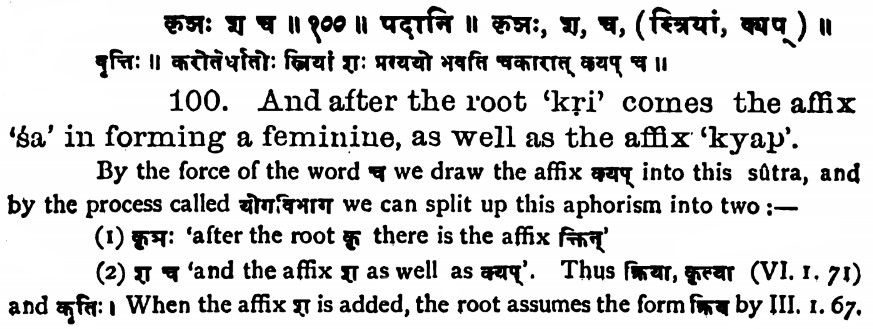 कृञः श च ॥ १०० ॥ पदानि ॥ कृञः, श, च, ( स्त्रियां, क्यप् ) ॥
वृत्तिः ॥ करोतेर्धातोः स्त्रियां शः प्रत्ययो भवति चकारात् क्यप् च ॥
100. And after the root ‘kṛi’ comes the affix
‘śa’ in forming a feminine, as well as the affix ‘kyap’.
By the force of the word च we draw the affix क्यप् into this sûtra, and
by the process called योगविभाग we can split up this aphorism into two :—
(1) कृञः ‘after the root कृ there is the affix क्तिन्’
(2) श च ‘and the affix श as well as क्यप्’. Thus क्रिया, कृत्या (VI. 1. 71)
and कृतिः। When the affix श is added, the root assumes the form क्रिय by III. 1. 67.